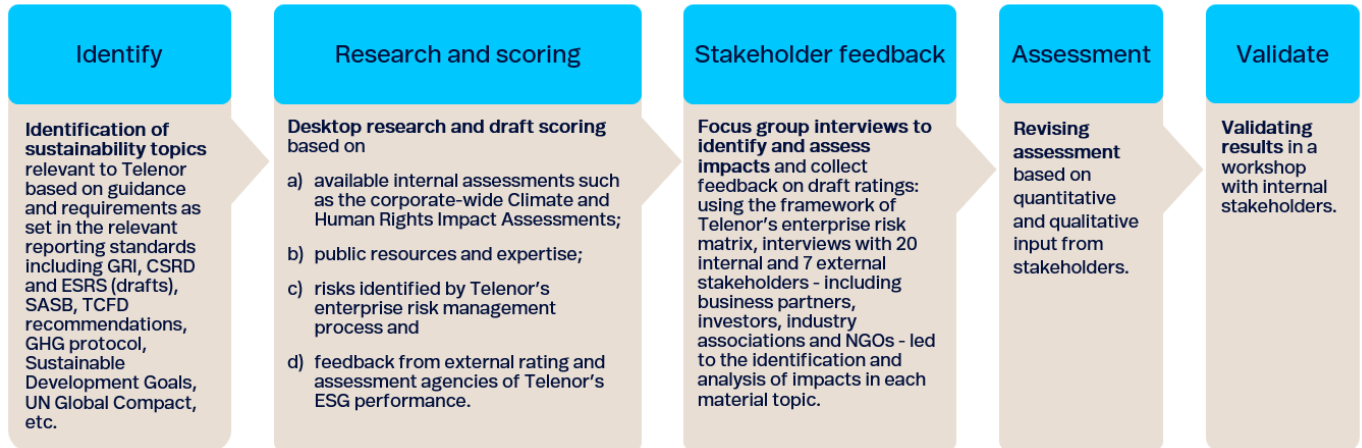 Identify
Identification of
sustainability topics
relevant to Telenor
based on guidance
and requirements as
set in the relevant
reporting standards
including GRI, CSRD
and ESRS (drafts),
SASB, TCFD
recommendations,
GHG protocol,
Sustainable
Development Goals,
UN Global Compact,
etc.
Research and scoring
Desktop research and draft scoring
based on
a) available internal assessments such
as the corporate-wide Climate and
Human Rights Impact Assessments;
b) public resources and expertise;
c) risks identified by Telenor's
enterprise risk management
process and
d) feedback from external rating and
assessment agencies of Telenor's
ESG performance.
Stakeholder feedback
Focus group interviews to
identify and assess
impacts and collect
feedback on draft ratings:
using the framework of
Telenor's enterprise risk
matrix, interviews with 20
internal and 7 external
stakeholders - including
business partners,
investors, industry
associations and NGOs - led
to the identification and
analysis of impacts in each
material topic.
Assessment
Revising
assessment
based on
quantitative
and qualitative
input from
stakeholders.
Validate
Validating
results in a
workshop
with internal
stakeholders.